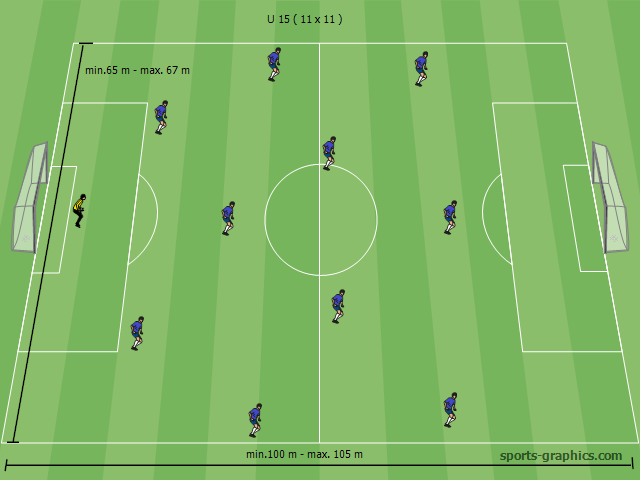 U 15 ( 11 x 11 )
min.65 m - max. 67 m
min.100 m - max. 105 m
sports-graphics.com